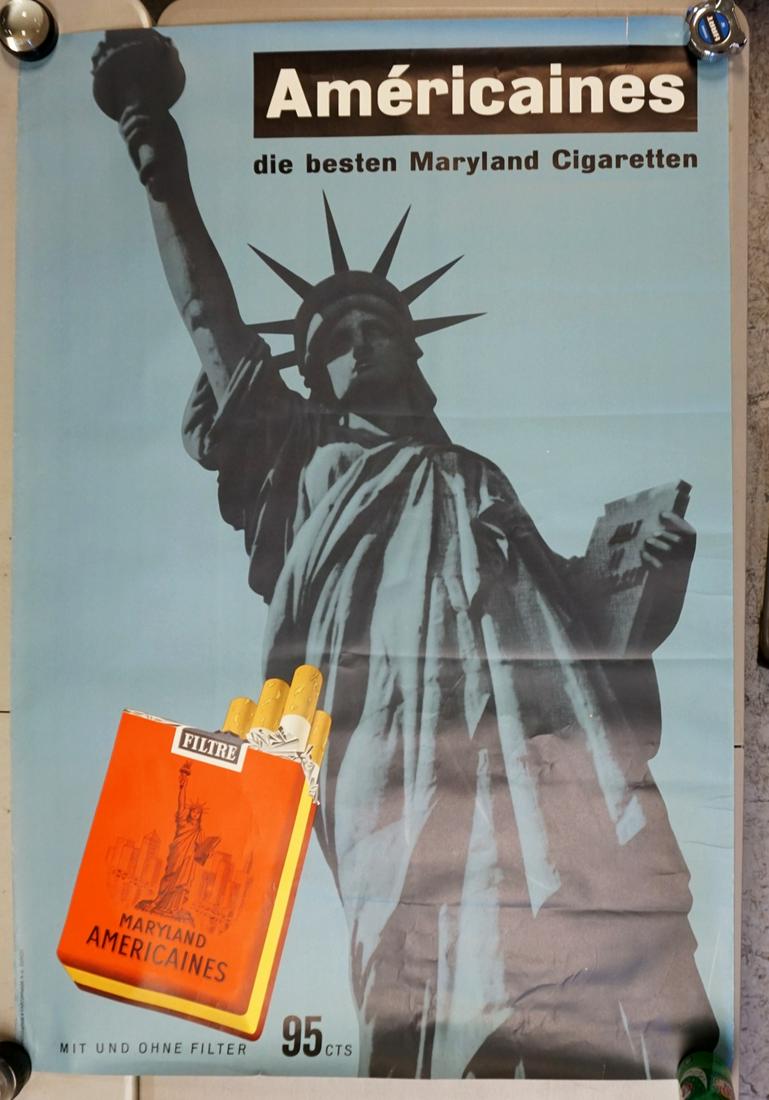 Américaines
die besten Maryland Cigaretten
FILTRE
MARYLAND
AMERICAINES
MIT UND OHNE FILTER 95 CTS